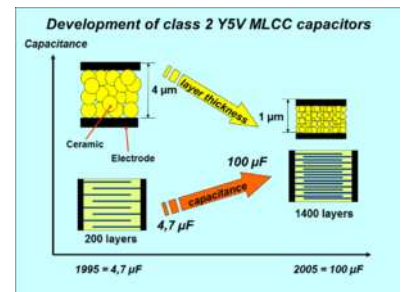 Development of class 2 Y5V MLCC capacitors
Capacitance
4 µm
layer thickness
1 µm
Ceramic
Electrode
100 µF
capacitance
4,7 µF
200 layers
1400 layers
1995 = 4,7 µF
2005 = 100 µF